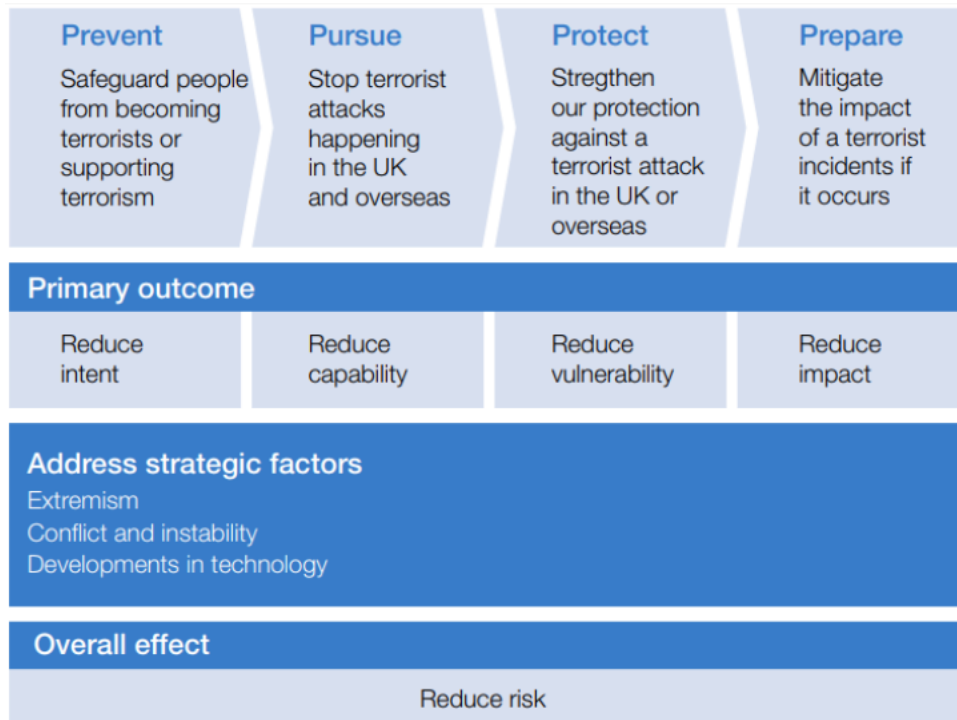 Prevent
Safeguard people
from becoming
terrorists or
supporting
terrorism
Pursue
Stop terrorist
attacks
happening
in the UK
and overseas
Protect
Stregthen
our protection
against a
terrorist attack
in the UK or
overseas
Prepare
Mitigate
the impact
of a terrorist
incidents if
it occurs
Primary outcome
Reduce
intent
Reduce
capability
Reduce
vulnerability
Reduce
impact
Address strategic factors
Extremism
Conflict and instability
Developments in technology
Overall effect
Reduce risk